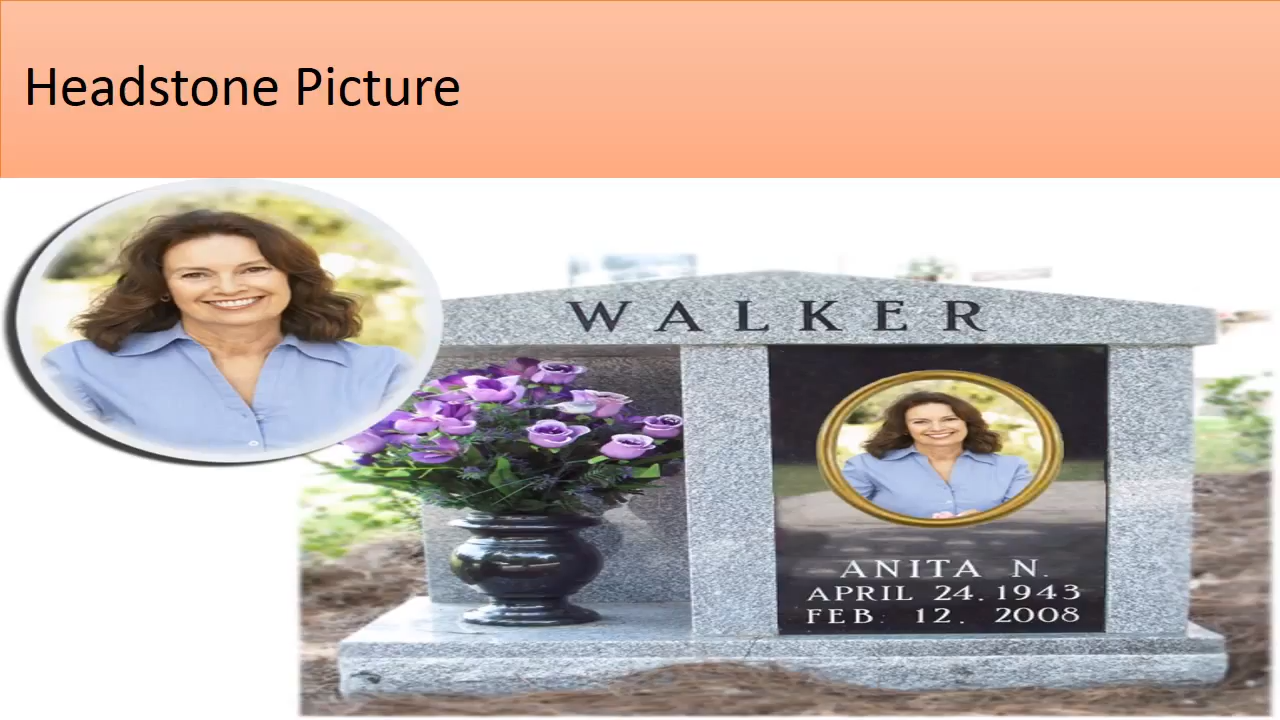 Headstone Picture
WALKER
ANITA N.
APRIL 24. 1943
FEB. 12. 2008